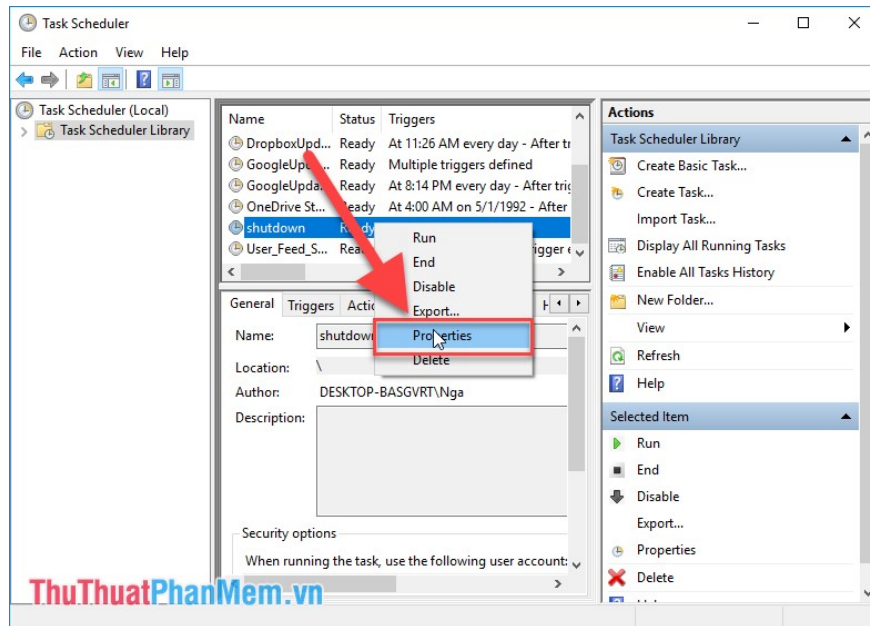 Task Scheduler
File Action View Help
Task Scheduler (Local)
Task Scheduler Library
Name Status Triggers
DropboxUpd... Ready At 11:26 AM every day - After tr
GoogleUp... Ready Multiple triggers defined
GoogleUpda... Ready At 8:14 PM every day - After trig
OneDrive St... Ready At 4:00 AM on 5/1/1992 - After
shutdown Ready
User_Feed_S... igger e
Run
End
Disable
Export...
Properties
Delete
General Triggers Actio
Name: shutdown
Location: \
Author: DESKTOP-BASGVRT\Nga
Description:
Security options
When running the task, use the following user account:
Actions
Task Scheduler Library
Create Basic Task...
Create Task...
Import Task...
Display All Running Tasks
Enable All Tasks History
New Folder...
View
Refresh
Help
Selected Item
Run
End
Disable
Export...
Properties
Delete
ThuThuatPhanMem.vn